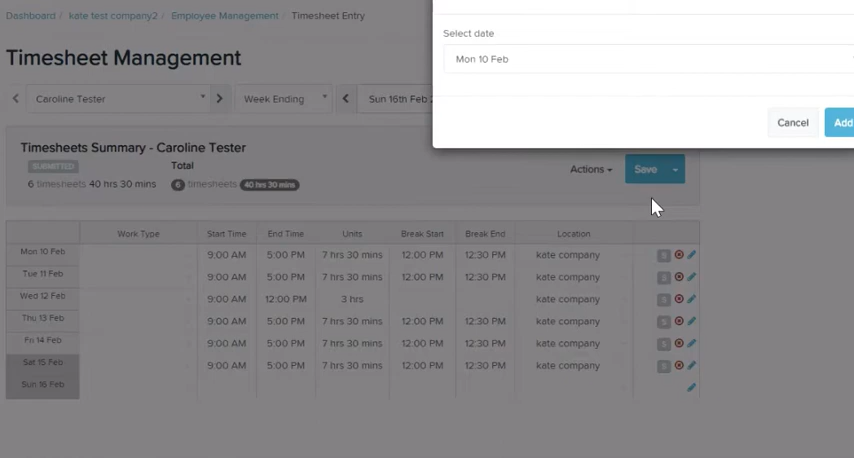 Dashboard / kate test company2 / Employee Management / Timesheet Entry
Select date
Mon 10 Feb
Timesheet Management
Caroline Tester Week Ending Sun 16th Feb 2
Cancel Add
Timesheets Summary - Caroline Tester
SUBMITTED Total
6 timesheets 40 hrs 30 mins 6 timesheets 40 hrs 30 mins
Actions Save
Work Type Start Time End Time Units Break Start Break End Location
Mon 10 Feb 9:00 AM 5:00 PM 7 hrs 30 mins 12:00 PM 12:30 PM kate company
Tue 11 Feb 9:00 AM 5:00 PM 7 hrs 30 mins 12:00 PM 12:30 PM kate company
Wed 12 Feb 9:00 AM 12:00 PM 3 hrs kate company
Thu 13 Feb 9:00 AM 5:00 PM 7 hrs 30 mins 12:00 PM 12:30 PM kate company S
Fri 14 Feb 9:00 AM 5:00 PM 7 hrs 30 mins 12:00 PM 12:30 PM kate company S
Sat 15 Feb 9:00 AM 5:00 PM 7 hrs 30 mins 12:00 PM 12:30 PM kate company S
Sun 16 Feb